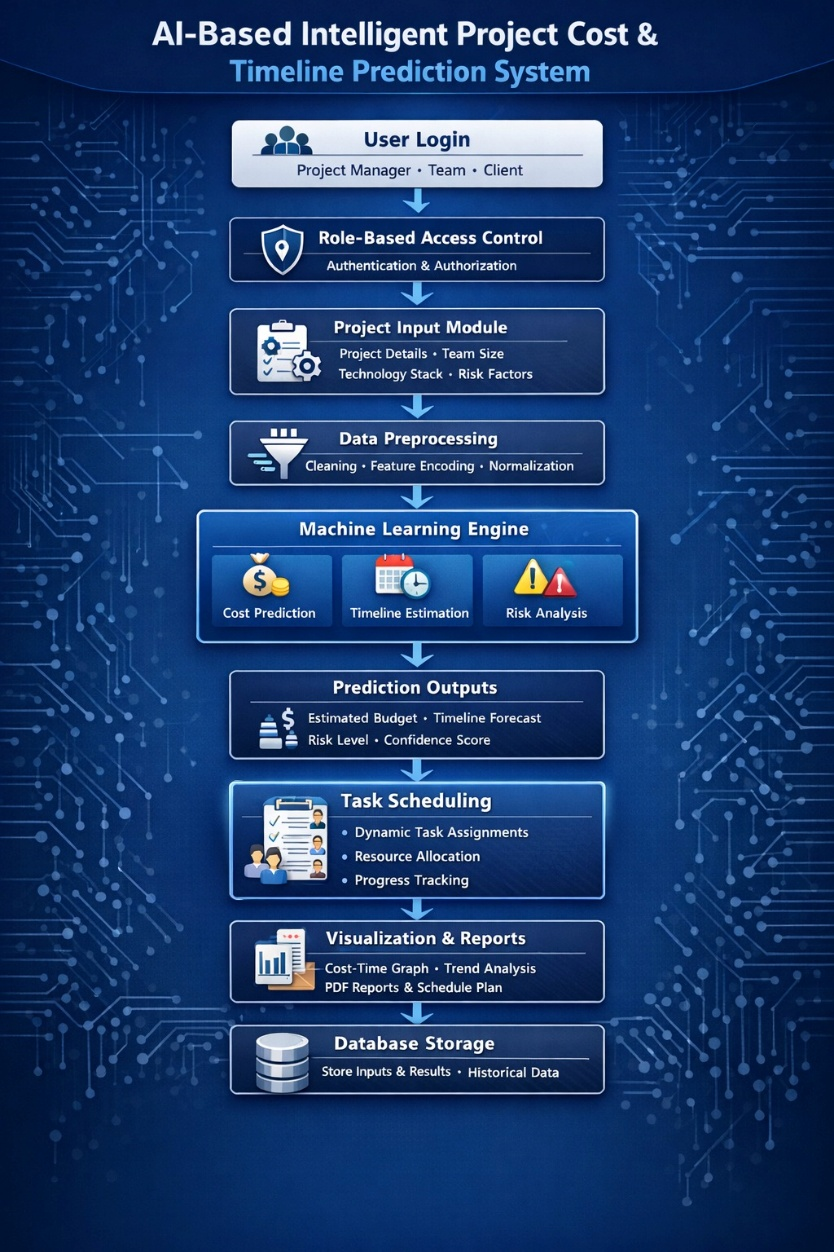 AI-Based Intelligent Project Cost &
Timeline Prediction System
User Login
Project Manager • Team • Client
Role-Based Access Control
Authentication & Authorization
Project Input Module
Project Details • Team Size
Technology Stack • Risk Factors
Data Preprocessing
Cleaning • Feature Encoding • Normalization
Machine Learning Engine
Cost Prediction
Timeline Estimation
Risk Analysis
Prediction Outputs
Estimated Budget • Timeline Forecast
Risk Level • Confidence Score
Task Scheduling
• Dynamic Task Assignments
• Resource Allocation
• Progress Tracking
Visualization & Reports
Cost-Time Graph • Trend Analysis
PDF Reports & Schedule Plan
Database Storage
Store Inputs & Results • Historical Data